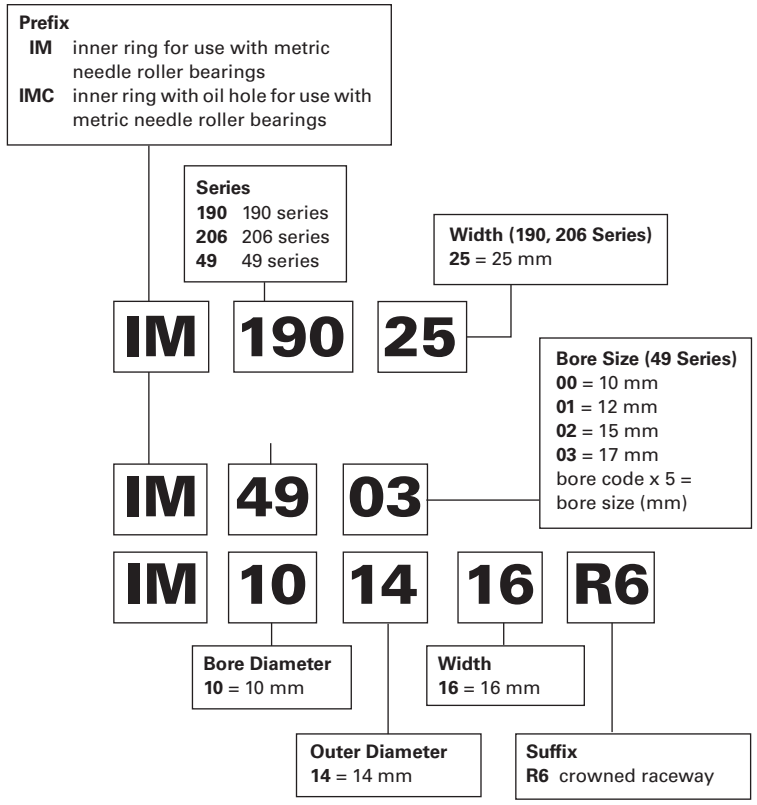 Prefix
IM inner ring for use with metric
needle roller bearings
IMC inner ring with oil hole for use with
metric needle roller bearings
Series
190 190 series
206 206 series
49 49 series
Width (190, 206 Series)
25 = 25 mm
IM 190 25
Bore Size (49 Series)
00 = 10 mm
01 = 12 mm
02 = 15 mm
03 = 17 mm
bore code x 5 =
bore size (mm)
IM 49 03
IM 10 14 16 R6
Bore Diameter
10 = 10 mm
Width
16 = 16 mm
Outer Diameter
14 = 14 mm
Suffix
R6 crowned raceway